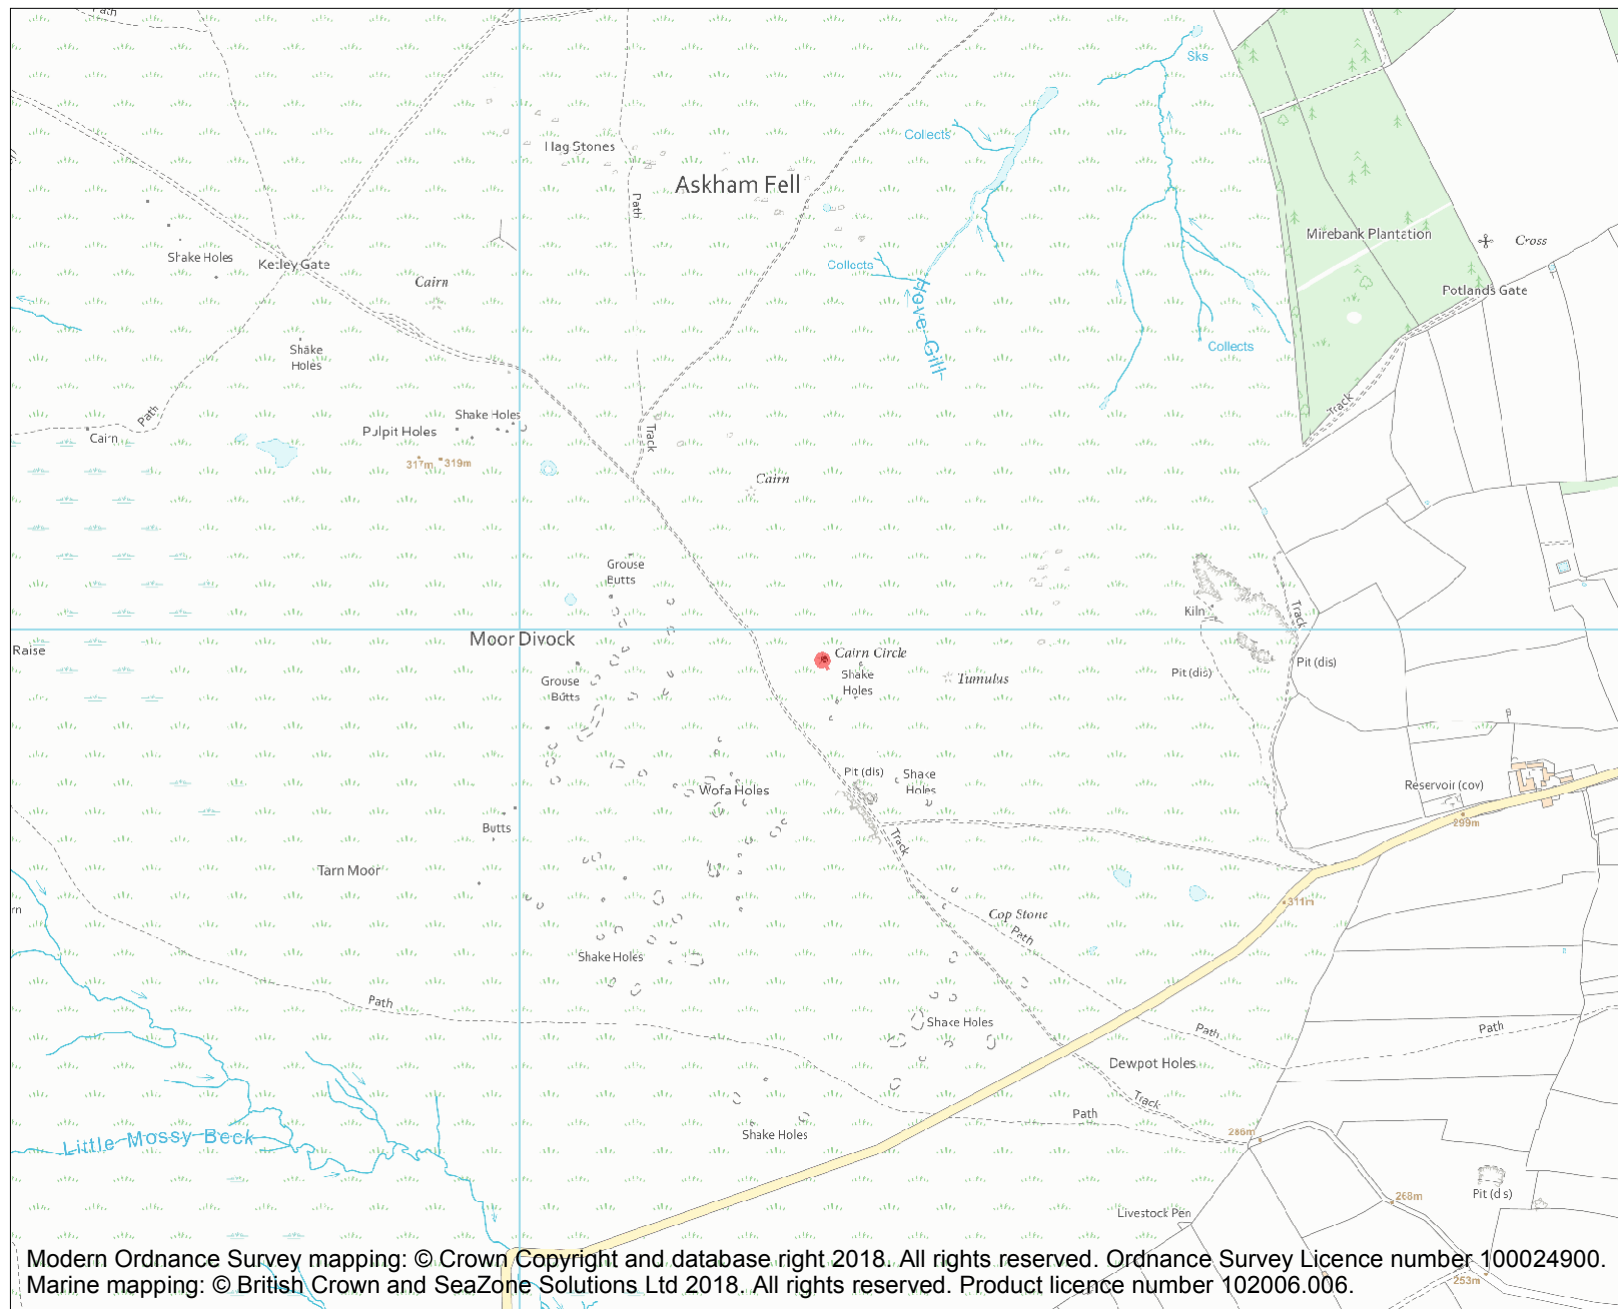 Path
Sks
Collects
Hag Stones
Askham Fell
Path
Mirebank Plantation
Cross
Shake Holes
Ketley Gate
Collects
Cairn
Howe Gill
Potlands Gate
Collects
Shake
Holes
Track
Path
Shake Holes
Cairn
Pulpit Holes
Track
317m
319m
Cairn
Grouse
Butts
Kiln
Track
Moor Divock
Raise
Cairn Circle
Shake
Holes
Tumulus
Pit (dis)
Pit (dis)
Grouse
Butts
Pit (dis)
Shake
Holes
Wofa Holes
Reservoir (cov)
299m
Butts
Track
Tarn Moor
311m
rn
Cop Stone
Path
Shake Holes
Path
Shake Holes
Path
Path
Dewpot Holes
Track
Path
Little Mossy Beck
Shake Holes
286m
Pit (dis)
268m
Livestock Pen
Modern Ordnance Survey mapping: © Crown Copyright and database right 2018. All rights reserved. Ordnance Survey Licence number 100024900.
Marine mapping: © British Crown and SeaZone Solutions Ltd 2018. All rights reserved. Product licence number 102006.006.
253m